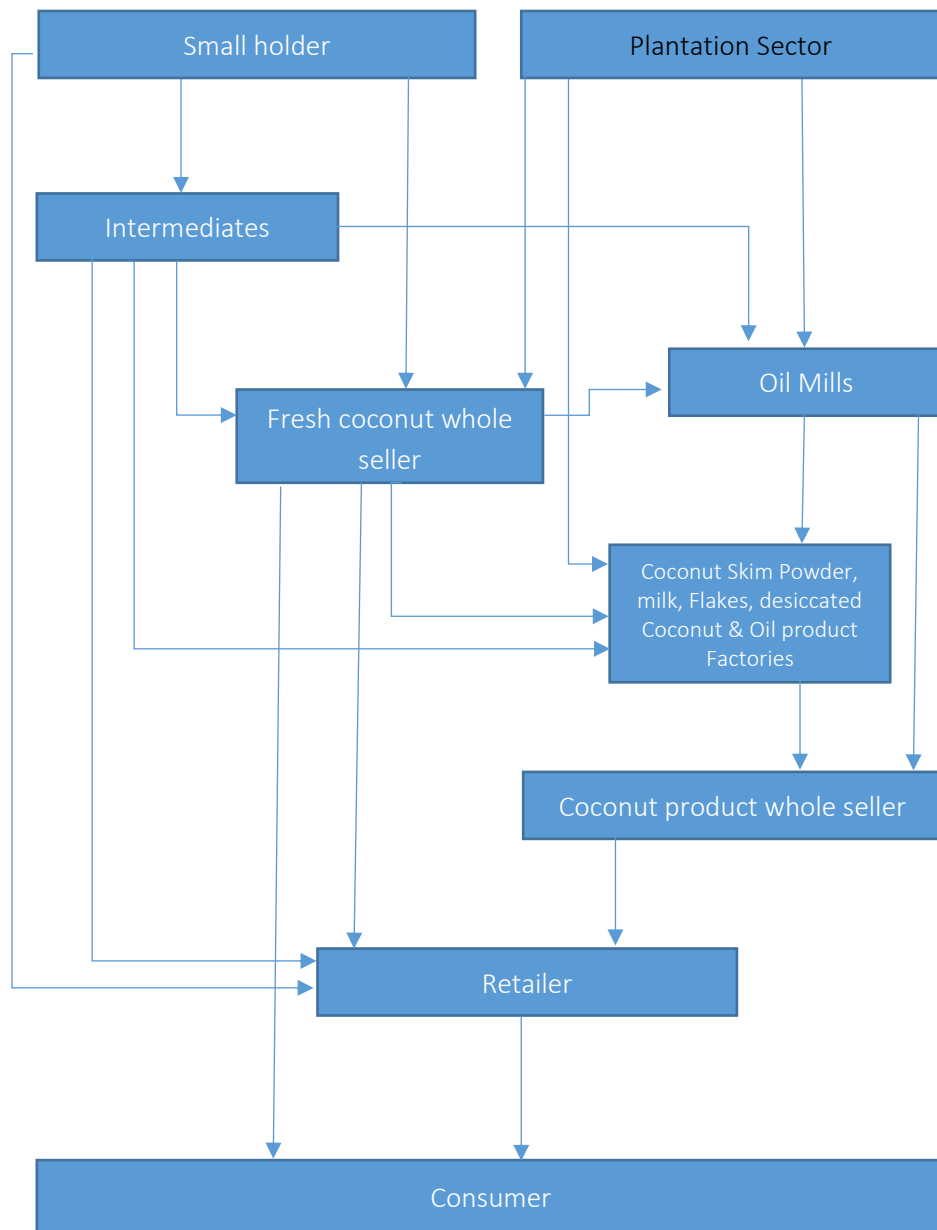 Small holder
Plantation Sector
Intermediates
Oil Mills
Fresh coconut whole
seller
Coconut Skim Powder,
milk, Flakes, desiccated
Coconut & Oil product
Factories
Coconut product whole seller
Retailer
Consumer